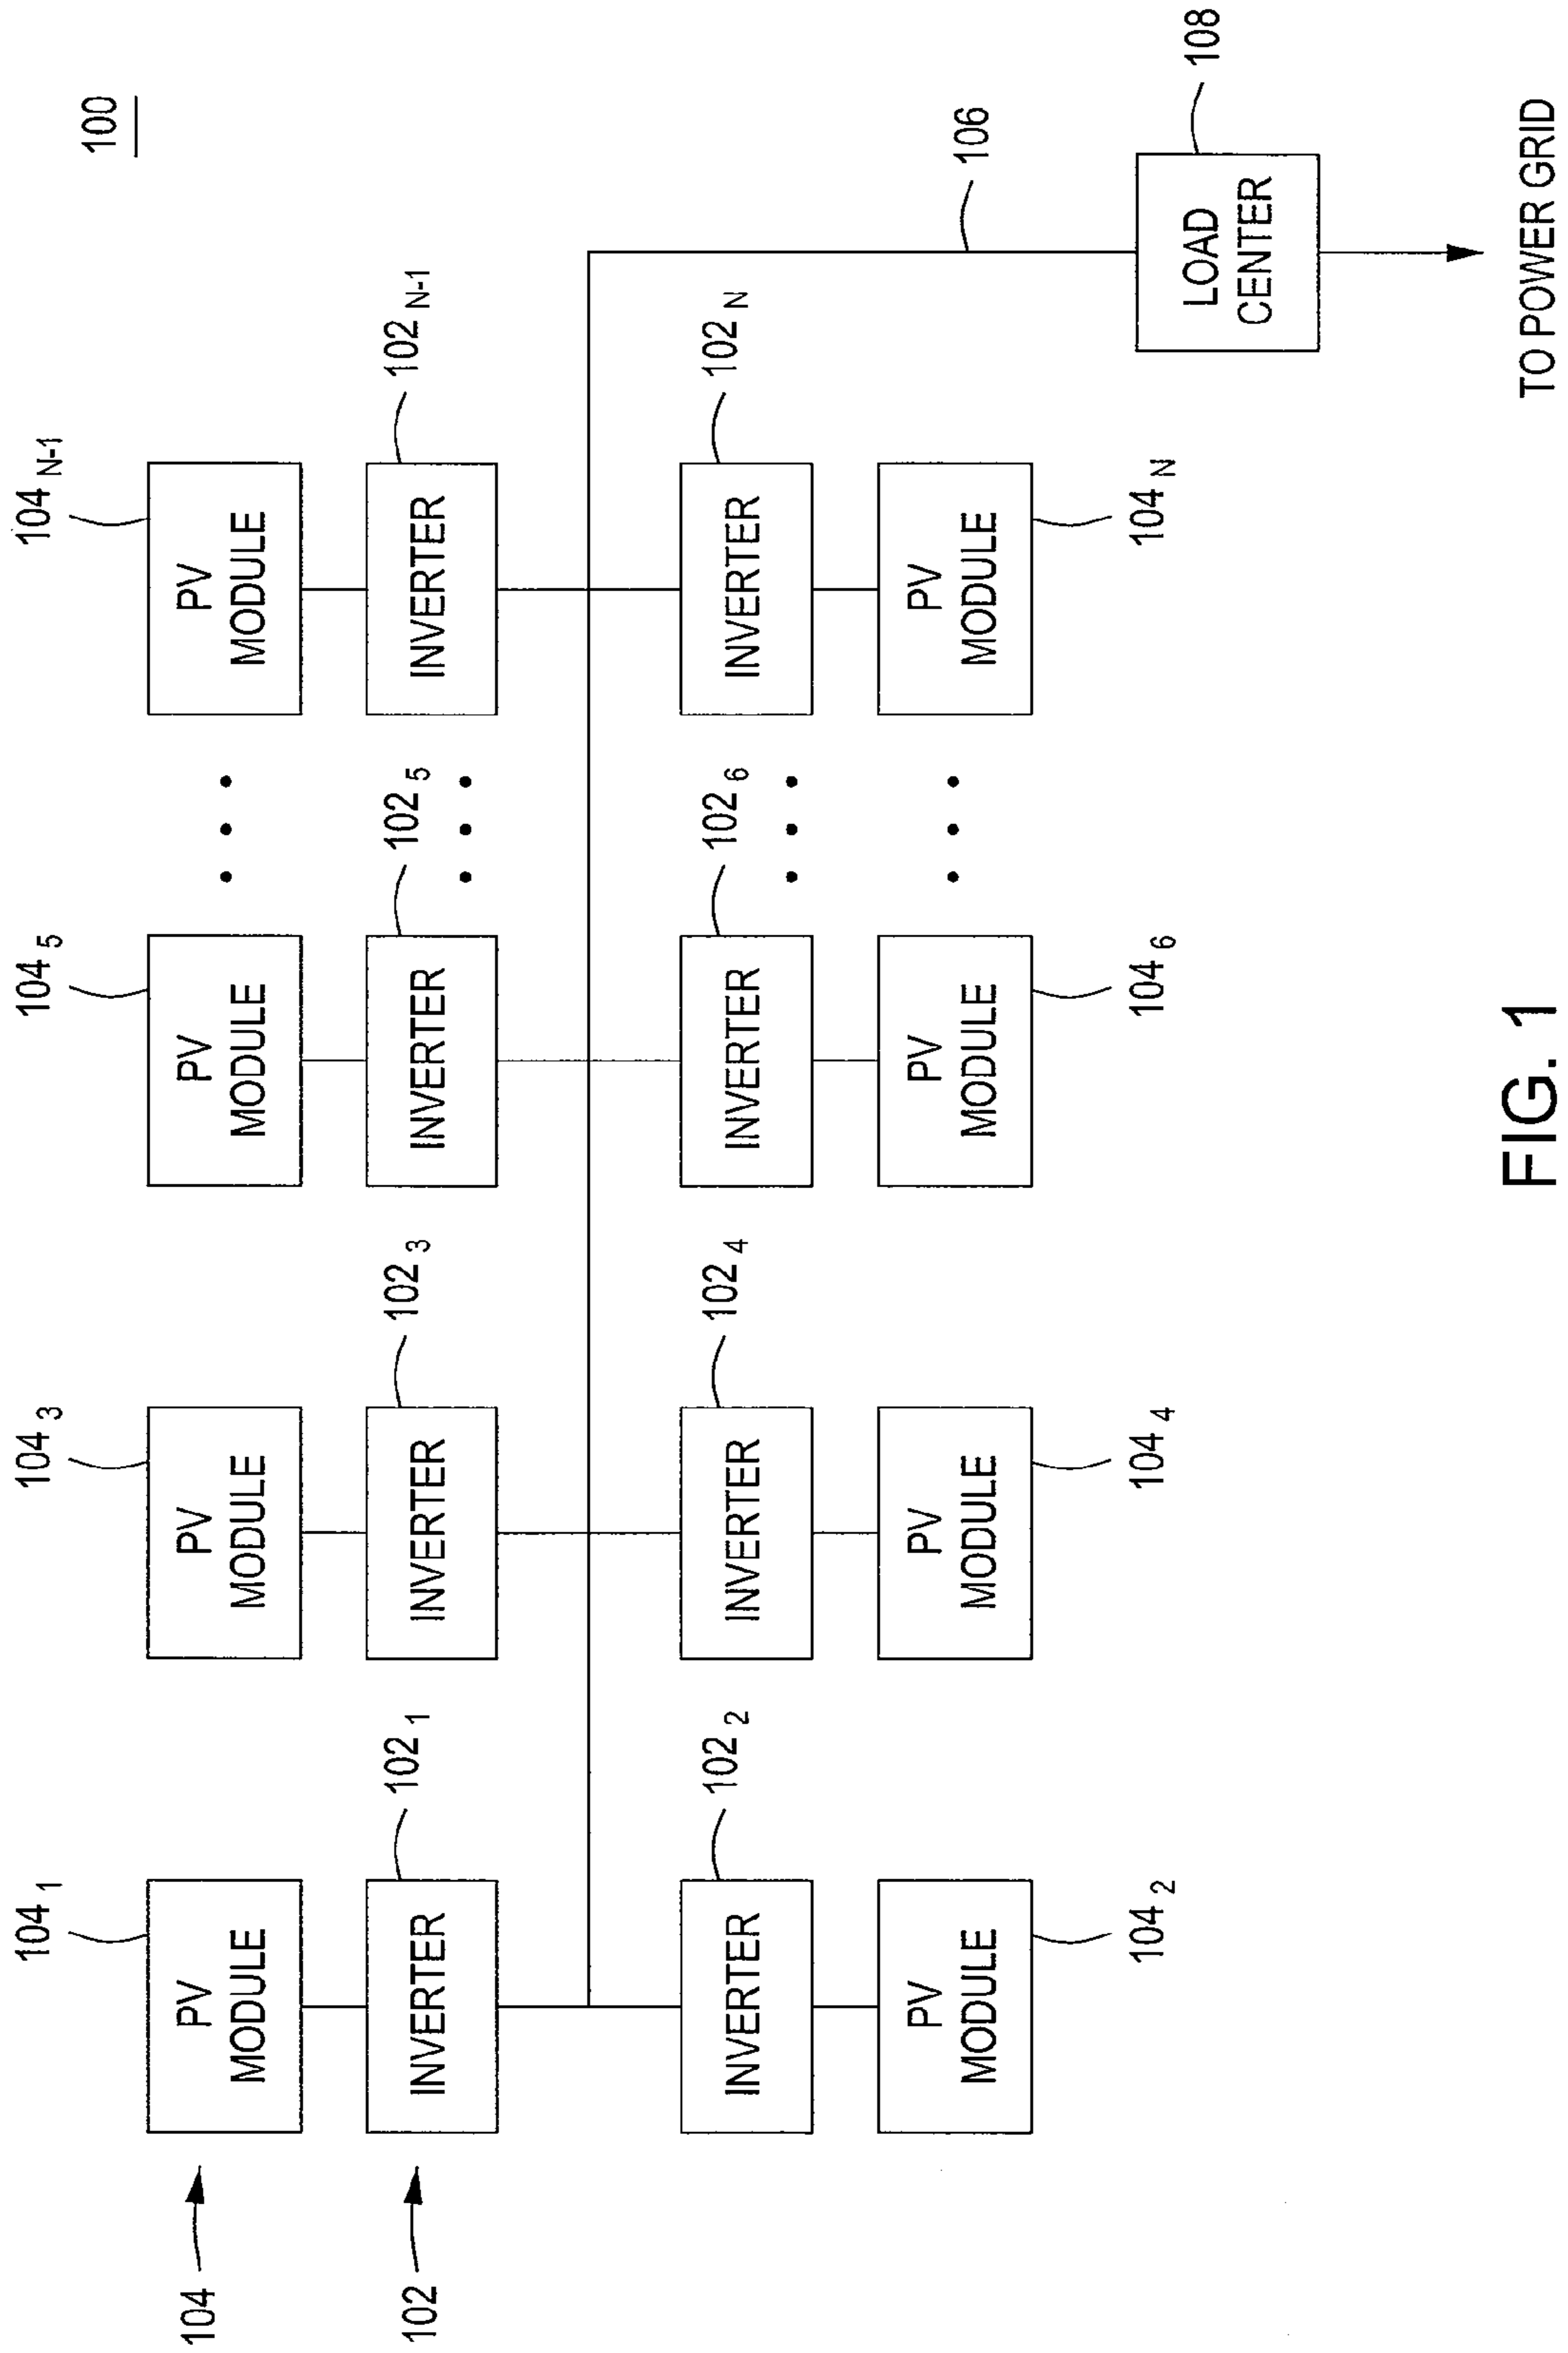 100
104 1
104 3
104 5
104 N-1
104
PV
MODULE
PV
MODULE
PV
MODULE
PV
MODULE
102 1
102 3
102 5
102 N-1
102
INVERTER
INVERTER
INVERTER
INVERTER
102 2
102 4
102 6
102 N
INVERTER
INVERTER
INVERTER
INVERTER
106
PV
MODULE
PV
MODULE
PV
MODULE
PV
MODULE
104 2
104 4
104 6
104 N
LOAD
CENTER
108
TO POWER GRID
FIG. 1